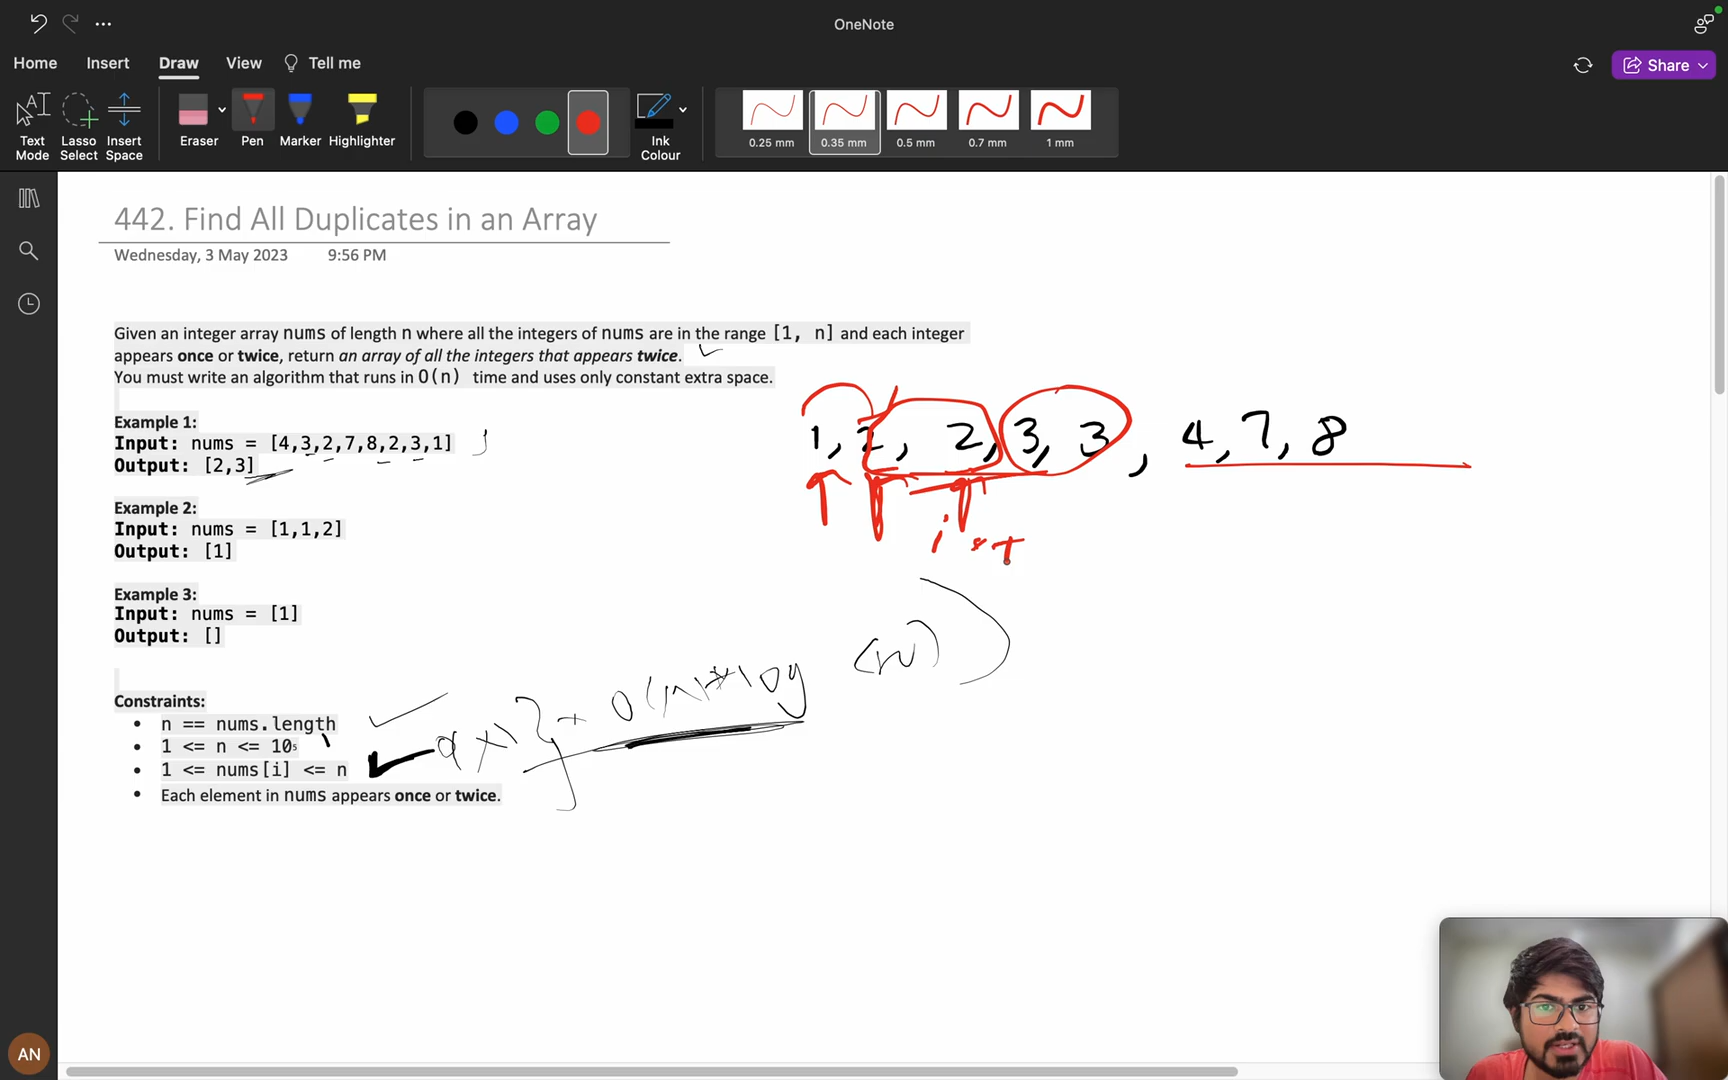 OneNote
Home Insert Draw View Tell me
Share
Text Mode
Lasso Select
Insert Space
Eraser
Pen
Marker
Highlighter
Ink Colour
0.25 mm
0.35 mm
0.5 mm
0.7 mm
1 mm
442. Find All Duplicates in an Array
Wednesday, 3 May 2023 9:56 PM
Given an integer array nums of length n where all the integers of nums are in the range [1, n] and each integer
appears once or twice, return an array of all the integers that appears twice.
You must write an algorithm that runs in O(n) time and uses only constant extra space.
Example 1:
Input: nums = [4,3,2,7,8,2,3,1]
Output: [2,3]
Example 2:
Input: nums = [1,1,2]
Output: [1]
Example 3:
Input: nums = [1]
Output: []
Constraints:
• n == nums.length
• 1 <= n <= 105
• 1 <= nums[i] <= n
• Each element in nums appears once or twice.
1, 2, 2, 3, 3, 4, 7, 8
i
O(n) * log (n)
AN